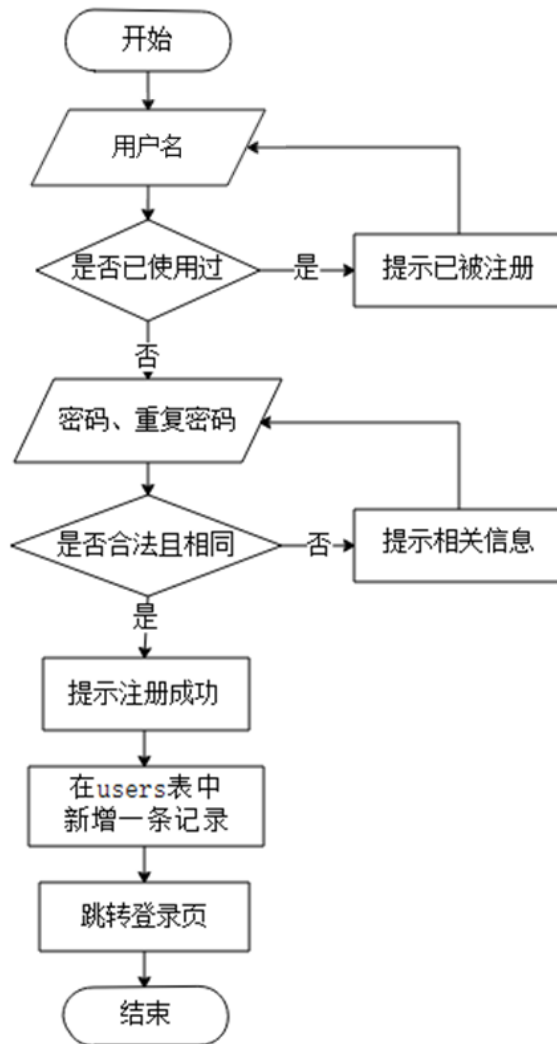 开始
用户名
是否已使用过
是
提示已被注册
否
密码、重复密码
是否合法且相同
否
提示相关信息
是
提示注册成功
在users表中
新增一条记录
跳转登录页
结束